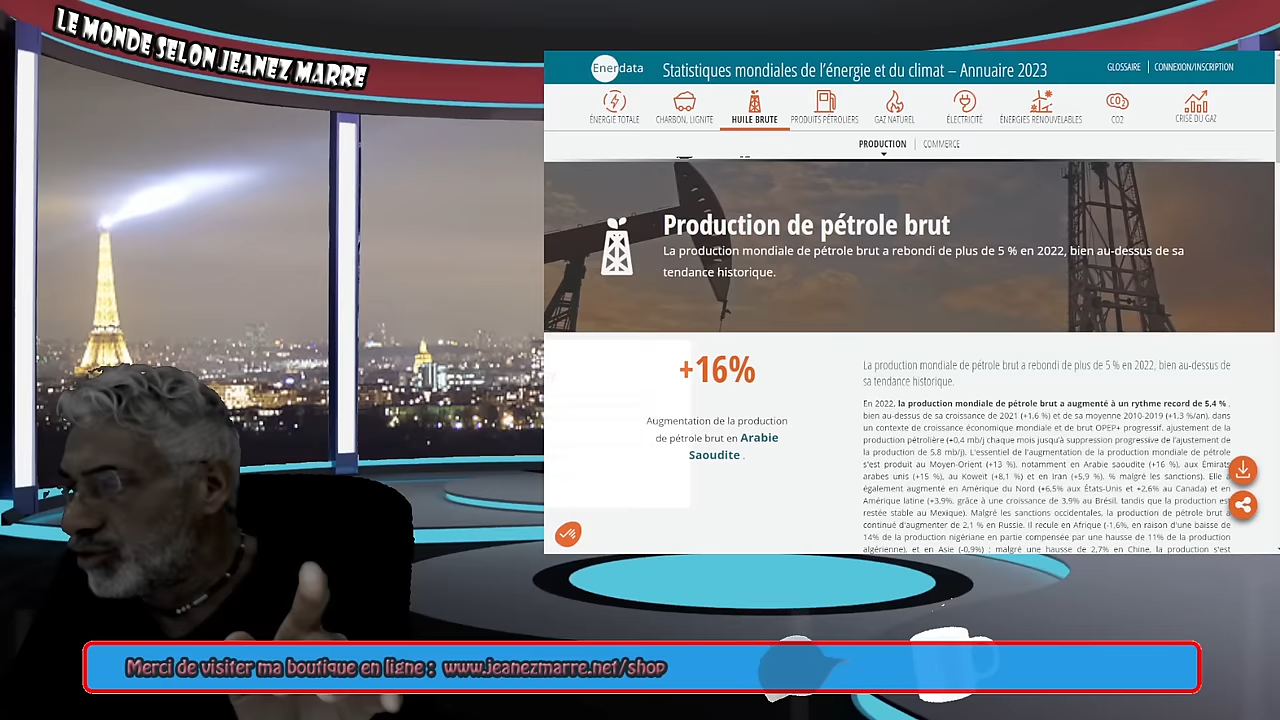 LE MONDE SELON JEANEZ MARRE
Enerdata
Statistiques mondiales de l'énergie et du climat – Annuaire 2023
GLOSSAIRE
CONNEXION/INSCRIPTION
ÉNERGIE TOTALE
CHARBON, LIGNITE
HUILE BRUTE
PRODUITS PÉTROLIERS
GAZ NATUREL
ÉLECTRICITÉ
ÉNERGIES RENOUVELABLES
CO2
CRISE DU GAZ
PRODUCTION
COMMERCE
Production de pétrole brut
La production mondiale de pétrole brut a rebondi de plus de 5 % en 2022, bien au-dessus de sa
tendance historique.
+16%
Augmentation de la production
de pétrole brut en Arabie
Saoudite .
La production mondiale de pétrole brut a rebondi de plus de 5 % en 2022, bien au-dessus de
sa tendance historique.
En 2022, la production mondiale de pétrole brut a augmenté à un rythme record de 5,4 % ,
bien au-dessus de sa croissance de 2021 (+1,6 %) et de sa moyenne 2010-2019 (+1,3 %/an), dans
un contexte de croissance économique mondiale et de brut OPEP+ progressif. ajustement de la
production pétrolière (+0,4 mb/j chaque mois jusqu'à suppression progressive de l'ajustement de
la production de 5,8 mb/j). L'essentiel de l'augmentation de la production mondiale de pétrole
s'est produit au Moyen-Orient (+13 %), notamment en Arabie saoudite (+16 %), aux Émirats
arabes unis (+15 %), au Koweït (+8,1 %) et en Iran (+5,9 %). % malgré les sanctions). Elle a
également augmenté en Amérique du Nord (+6,5% aux États-Unis et +2,6% au Canada) et en
Amérique latine (+3,9%, grâce à une croissance de 3,9% au Brésil, tandis que la production est
restée stable au Mexique). Malgré les sanctions occidentales, la production de pétrole brut a
continué d'augmenter de 2,1 % en Russie. Il recule en Afrique (-1,6%, en raison d'une baisse de
14% de la production nigériane en partie compensée par une hausse de 11% de la production
algérienne), et en Asie (-0,9%) : malgré une hausse de 2,7% en Chine, la production s'est
Merci de visiter ma boutique en ligne : www.jeanezmarre.net/shop